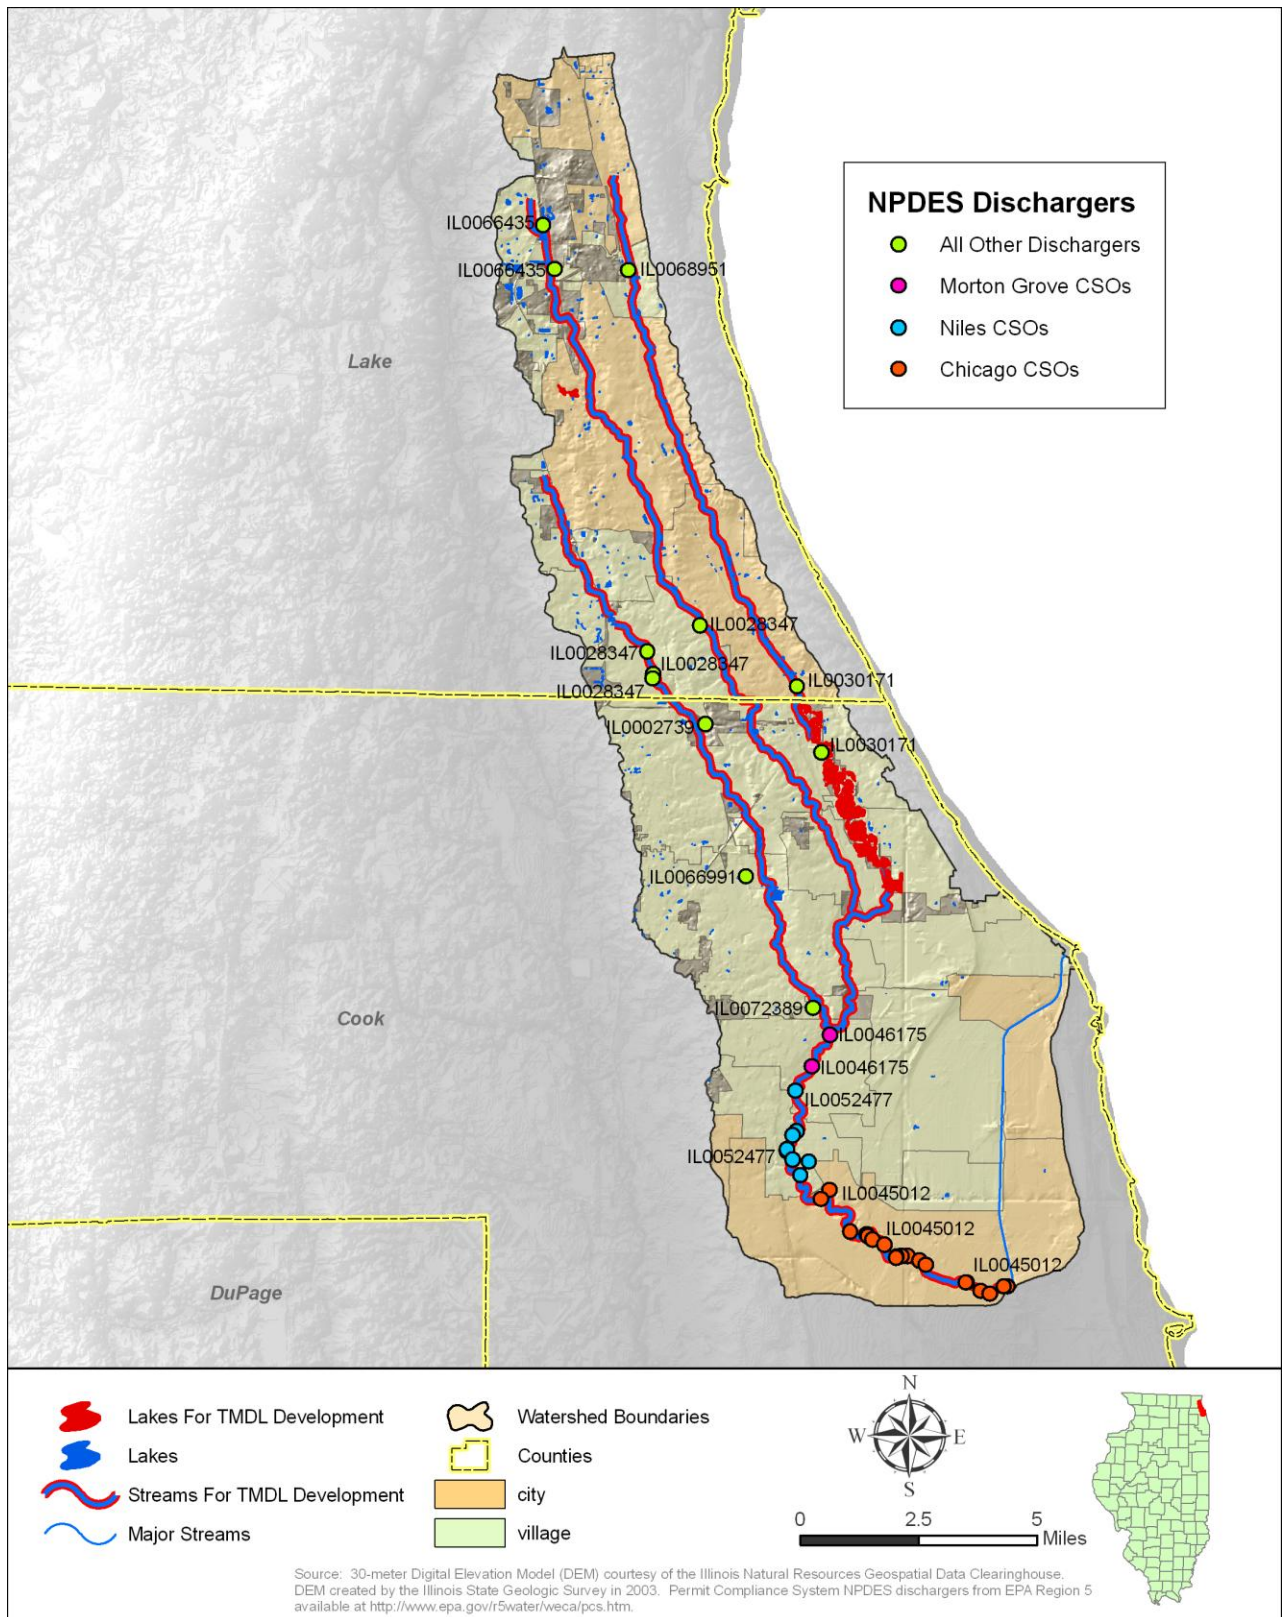 NPDES Dischargers
All Other Dischargers
Morton Grove CSOs
Niles CSOs
Chicago CSOs
IL0066435
IL0066435
IL0068951
Lake
IL0028347
IL0028347
IL0028347
IL0028347
IL0030171
IL0002739
IL0030171
IL0066991
IL0072389
Cook
IL0046175
IL0046175
IL0052477
IL0052477
IL0045012
IL0045012
IL0045012
DuPage
Lakes For TMDL Development
Lakes
Streams For TMDL Development
Major Streams
Watershed Boundaries
Counties
city
village
N
W E
S
0 2.5 5
Miles
Source: 30-meter Digital Elevation Model (DEM) courtesy of the Illinois Natural Resources Geospatial Data Clearinghouse.
DEM created by the Illinois State Geologic Survey in 2003. Permit Compliance System NPDES dischargers from EPA Region 5
available at http://www.epa.gov/r5water/weca/pcs.htm.